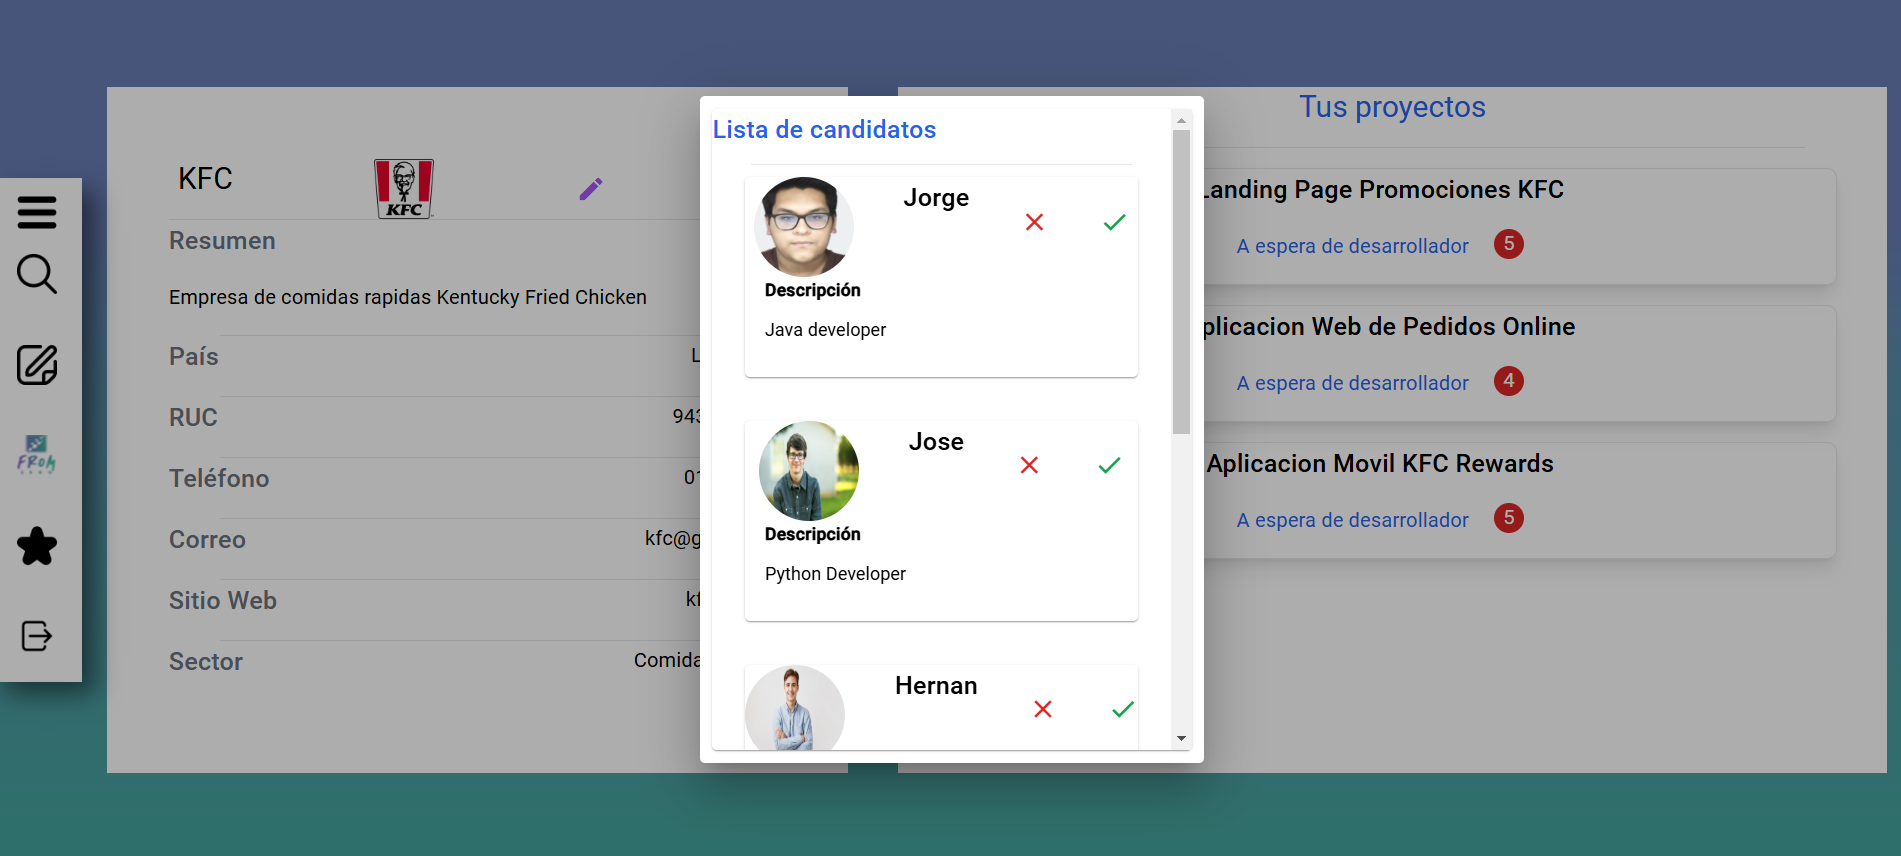 KFC
KFC
Resumen
Empresa de comidas rapidas Kentucky Fried Chicken
País
L
RUC
943
Teléfono
01
Correo
kfc@g
Sitio Web
kf
Sector
Comida
FROM
Lista de candidatos
Jorge
Descripción
Java developer
Jose
Descripción
Python Developer
Hernan
Tus proyectos
Landing Page Promociones KFC
A espera de desarrollador 5
plicacion Web de Pedidos Online
A espera de desarrollador 4
Aplicacion Movil KFC Rewards
A espera de desarrollador 5